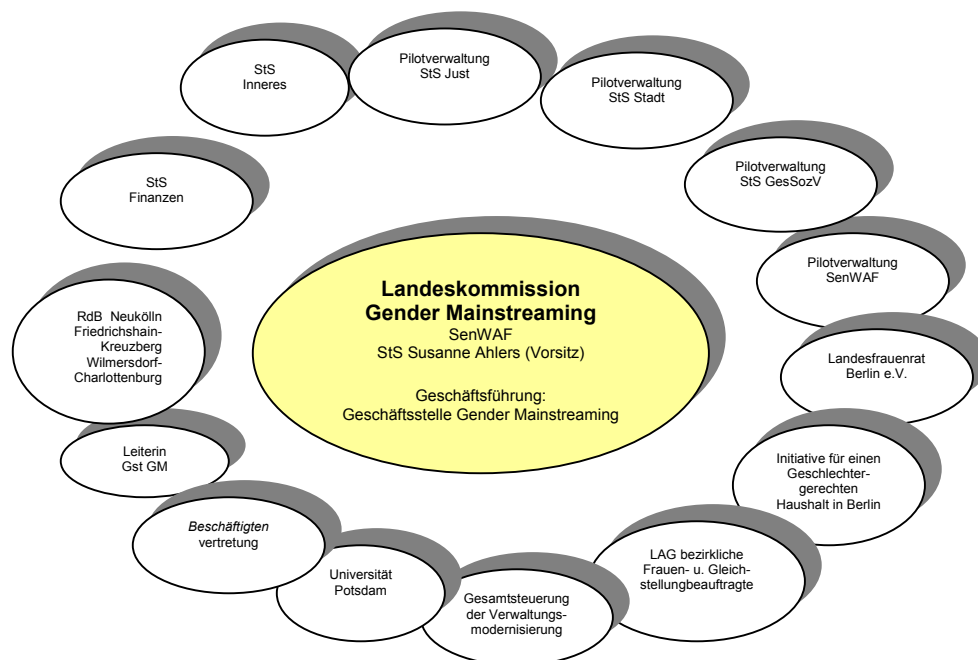 StS
Inneres
Pilotverwaltung
StS Just
Pilotverwaltung
StS Stadt
Pilotverwaltung
StS GesSozV
Pilotverwaltung
SenWAF
Landesfrauenrat
Berlin e.V.
Initiative für einen
Geschlechter-
gerechten
Haushalt in Berlin
LAG bezirkliche
Frauen- u. Gleich-
stellungbeauftragte
Gesamtsteuerung
der Verwaltungs-
modernisierung
Universität
Potsdam
Beschäftigten
vertretung
Leiterin
Gst GM
RdB Neukölln
Friedrichshain-
Kreuzberg
Wilmersdorf-
Charlottenburg
StS
Finanzen
Landeskommission
Gender Mainstreaming
SenWAF
StS Susanne Ahlers (Vorsitz)
Geschäftsführung:
Geschäftsstelle Gender Mainstreaming